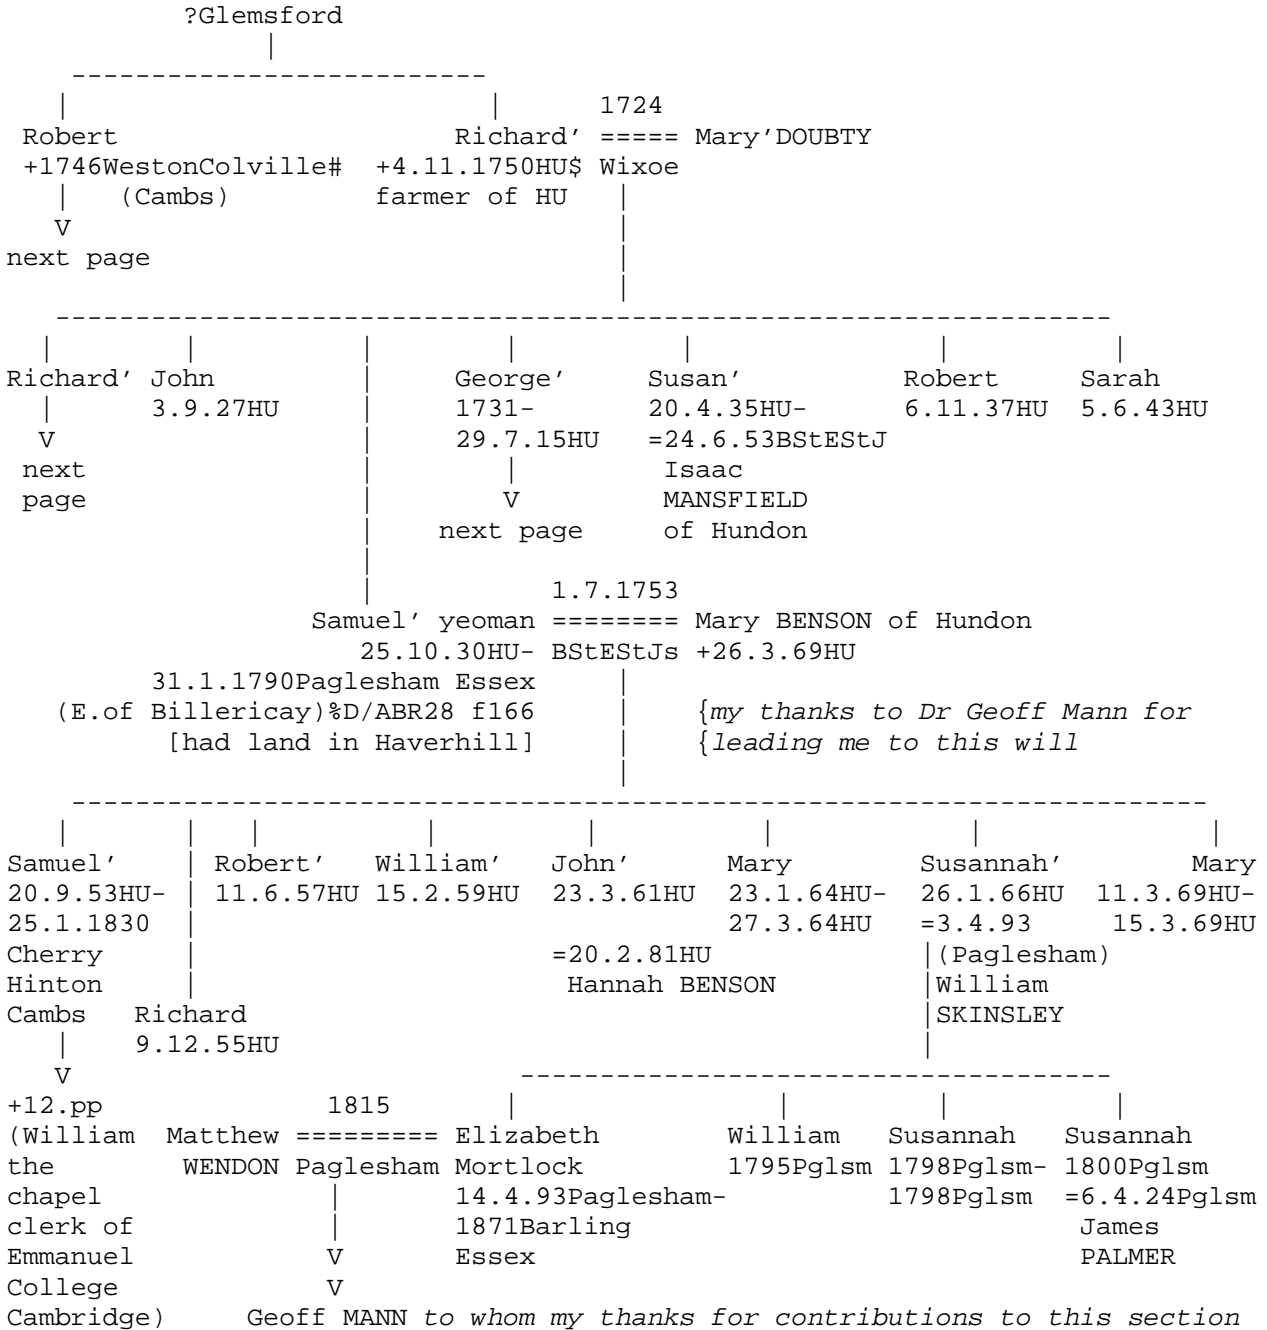 ?Glemsford
1724
Robert Richard' ===== Mary'DOUBTY
+1746WestonColville# +4.11.1750HU$ Wixoe
(Cambs) farmer of HU
V
next page
Richard' John George' Susan' Robert Sarah
3.9.27HU 1731- 20.4.35HU- 6.11.37HU 5.6.43HU
V 29.7.15HU =24.6.53BStEStJ
next Isaac
page V MANSFIELD
next page of Hundon
1.7.1753
Samuel' yeoman ======== Mary BENSON of Hundon
25.10.30HU- BStEStJs +26.3.69HU
31.1.1790Paglesham Essex
(E.of Billericay)%D/ABR28 f166 {my thanks to Dr Geoff Mann for
[had land in Haverhill] {leading me to this will
Samuel' Robert' William' John' Mary Susannah' Mary
20.9.53HU- 11.6.57HU 15.2.59HU 23.3.61HU 23.1.64HU- 26.1.66HU 11.3.69HU-
25.1.1830 27.3.64HU =3.4.93 15.3.69HU
Cherry =20.2.81HU (Paglesham)
Hinton Hannah BENSON William
Cambs Richard SKINSLEY
9.12.55HU
V
+12.pp 1815
(William Matthew ========= Elizabeth William Susannah Susannah
the WENDON Paglesham Mortlock 1795Pglsm 1798Pglsm- 1800Pglsm
chapel 14.4.93Paglesham- 1798Pglsm =6.4.24Pglsm
clerk of 1871Barling James
Emmanuel V Essex PALMER
College V
Cambridge) Geoff MANN to whom my thanks for contributions to this section